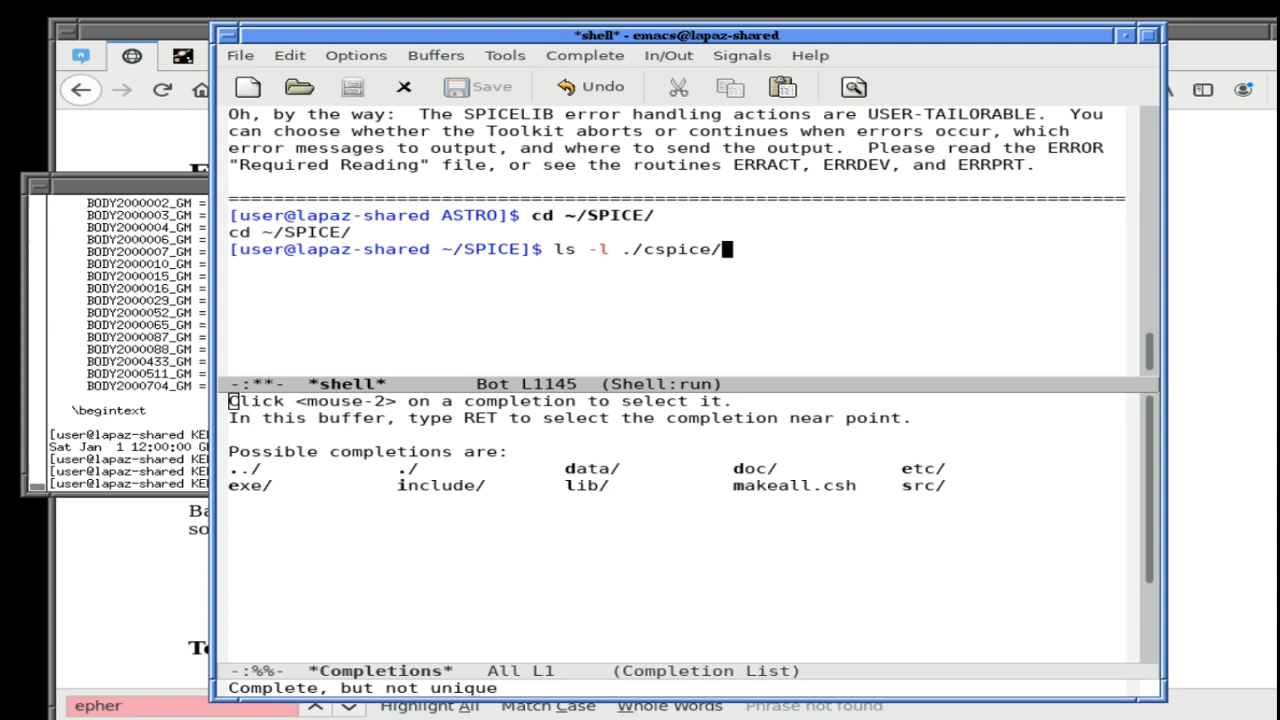 *shell* - emacs@lapaz-shared
File Edit Options Buffers Tools Complete In/Out Signals Help
Save Undo
Oh, by the way:  The SPICELIB error handling actions are USER-TAILORABLE.  You
can choose whether the Toolkit aborts or continues when errors occur, which
error messages to output, and where to send the output.  Please read the ERROR
"Required Reading" file, or see the routines ERRACT, ERRDEV, and ERRPRT.
================================================================================
[user@lapaz-shared ASTRO]$ cd ~/SPICE/
cd ~/SPICE/
[user@lapaz-shared ~/SPICE]$ ls -l ./cspice/
-:**-  *shell*        Bot L1145  (Shell:run)
Click <mouse-2> on a completion to select it.
In this buffer, type RET to select the completion near point.
Possible completions are:
../ ./ data/ doc/ etc/
exe/ include/ lib/ makeall.csh src/
-:%%-  *Completions*   All L1     (Completion List)
Complete, but not unique
BODY2000002_GM =
BODY2000003_GM =
BODY2000004_GM =
BODY2000006_GM =
BODY2000007_GM =
BODY2000010_GM =
BODY2000015_GM =
BODY2000016_GM =
BODY2000029_GM =
BODY2000052_GM =
BODY2000065_GM =
BODY2000087_GM =
BODY2000088_GM =
BODY2000433_GM =
BODY2000511_GM =
BODY2000704_GM =
\begintext
[user@lapaz-shared KE
Sat Jan  1 12:00:00 G
[user@lapaz-shared KE
[user@lapaz-shared KE
[user@lapaz-shared KE
Ba
so
epher Highlight All Match Case Whole Words Phrase not found